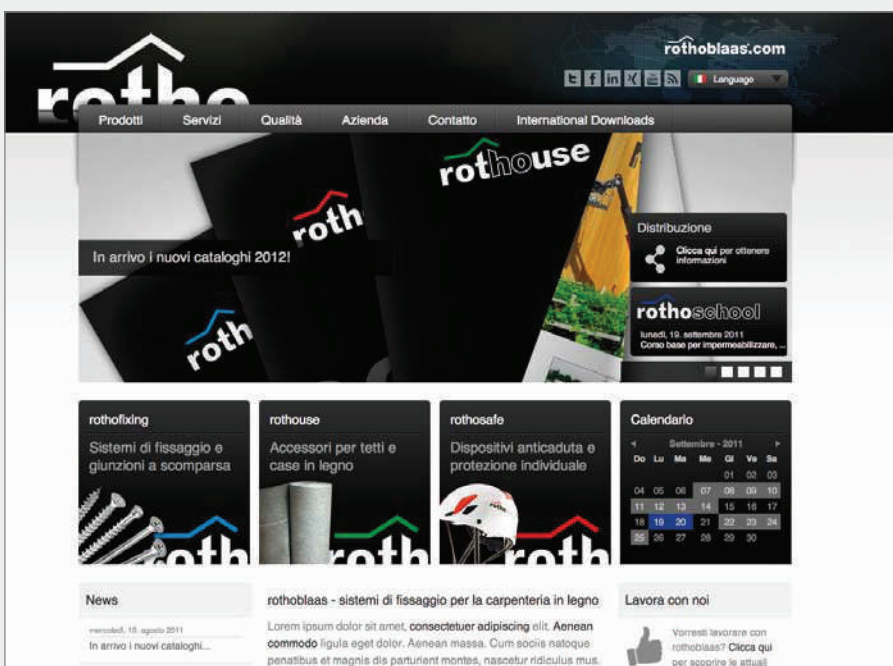 rothoblaas.com
rotho
Language
Prodotti Servizi Qualità Azienda Contatto International Downloads
rothouse
roth
roth
In arrivo i nuovi cataloghi 2012!
Distribuzione
Clicca qui per ottenere
informazioni
rothoschool
lunedì, 19. settembre 2011
Corso base per impermeabilizzare, ...
rothofixing
Sistemi di fissaggio e
giunzioni a scomparsa
oth
rothouse
Accessori per tetti e
case in legno
roth
rothosafe
Dispositivi anticaduta e
protezione individuale
rotho
roth
Calendario
Settembre - 2011
Do Lu Ma Me Gi Ve Sa
01 02 03
04 05 06 07 08 09 10
11 12 13 14 15 16 17
18 19 20 21 22 23 24
25 26 27 28 29 30
News
mercoledì, 10. agosto 2011
In arrivo i nuovi cataloghi...
rothoblaas - sistemi di fissaggio per la carpenteria in legno
Lorem ipsum dolor sit amet, consectetuer adipiscing elit. Aenean
commodo ligula eget dolor. Aenean massa. Cum sociis natoque
penatibus et magnis dis parturient montes, nascetur ridiculus mus.
Lavora con noi
Vorresti lavorare con
rothoblaas? Clicca qui
per scoprire le attuali